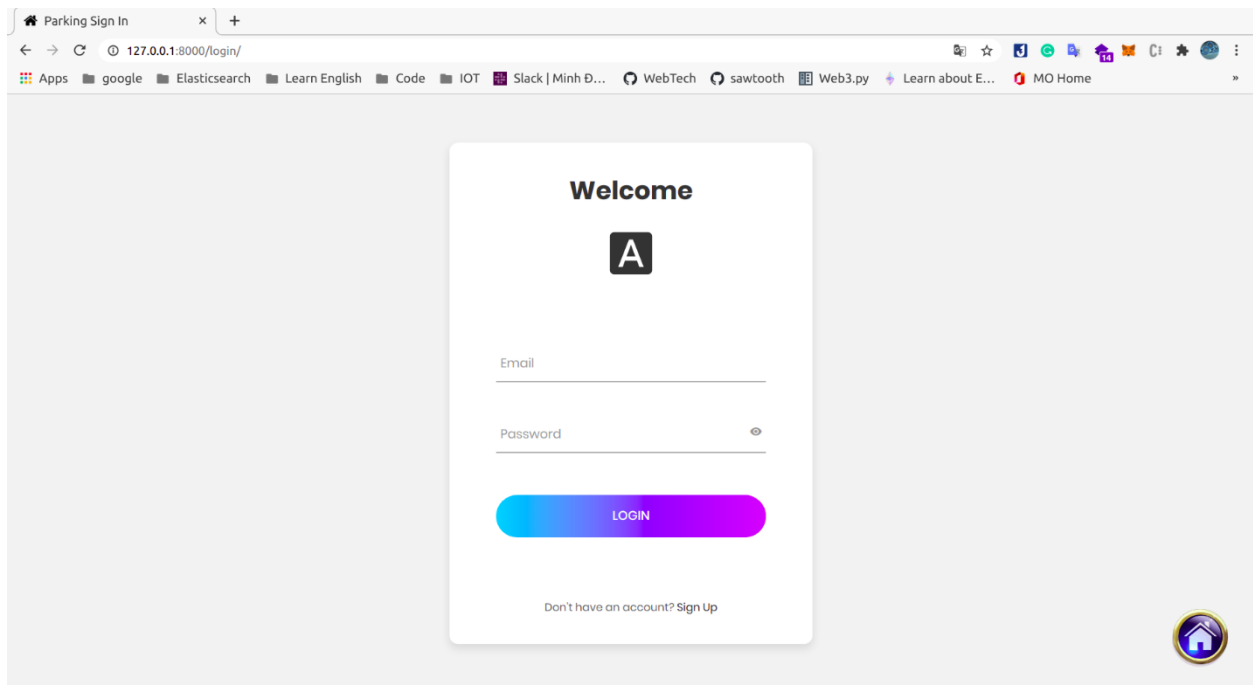 Parking Sign In
127.0.0.1:8000/login/
Apps google Elasticsearch Learn English Code IOT Slack | Minh Đ... WebTech sawtooth Web3.py Learn about E... MO Home »
14
Welcome
A
Email
Password
LOGIN
Don't have an account? Sign Up